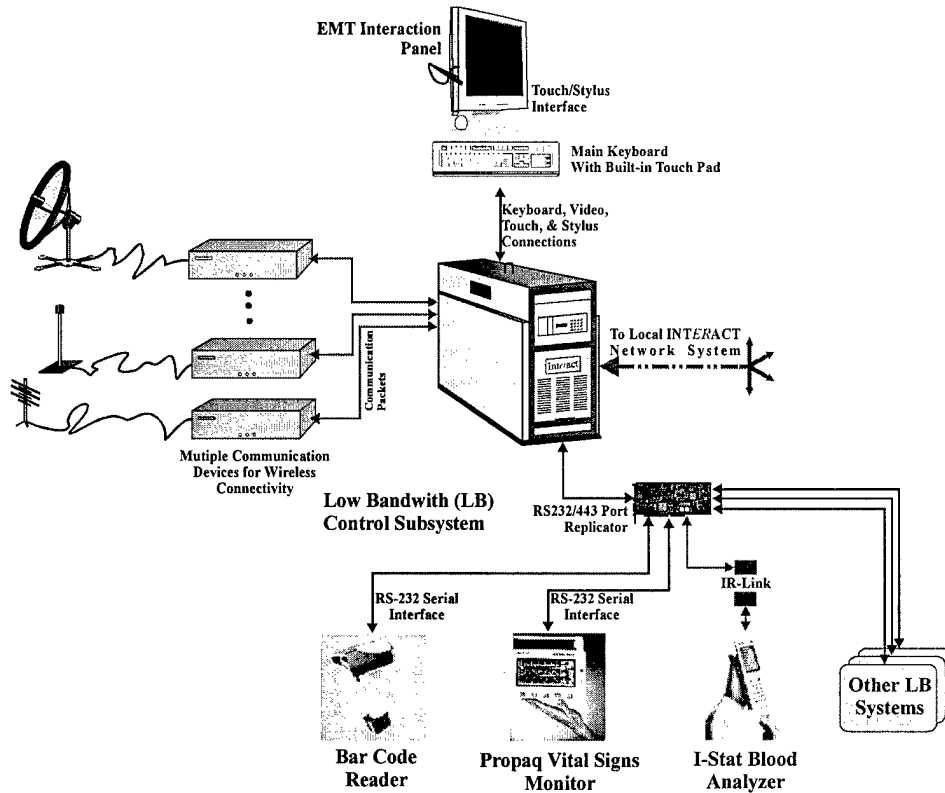 EMT Interaction
Panel
Touch/Stylus
Interface
Main Keyboard
With Built-in Touch Pad
Keyboard, Video,
Touch, & Stylus
Connections
Communication
Packets
Interact
To Local INTERACT
Network System
Mutiple Communication
Devices for Wireless
Connectivity
Low Bandwith (LB)
Control Subsystem
RS232/443 Port
Replicator
IR-Link
RS-232 Serial
Interface
RS-232 Serial
Interface
Other LB
Systems
Bar Code
Reader
Propaq Vital Signs
Monitor
I-Stat Blood
Analyzer